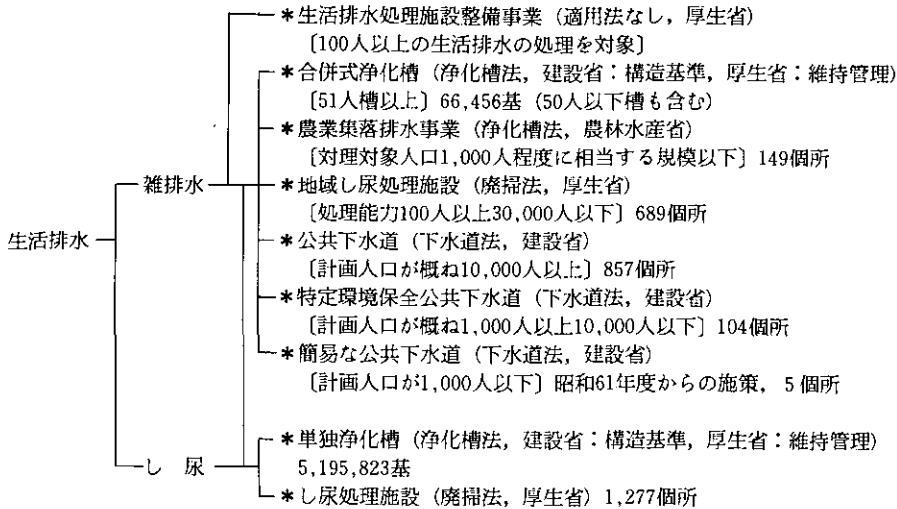 *生活排水処理施設整備事業（適用法なし，厚生省）
〔100人以上の生活排水の処理を対象〕
*合併式浄化槽（浄化槽法，建設省：構造基準，厚生省：維持管理）
〔51人槽以上〕66,456基（50人以下槽も含む）
*農業集落排水事業（浄化槽法，農林水産省）
〔対理対象人口1,000人程度に相当する規模以下〕149個所
雑排水
*地域し尿処理施設（廃掃法，厚生省）
〔処理能力100人以上30,000人以下〕689個所
生活排水
*公共下水道（下水道法，建設省）
〔計画人口が概ね10,000人以上〕857個所
*特定環境保全公共下水道（下水道法，建設省）
〔計画人口が概ね1,000人以上10,000人以下〕104個所
*簡易な公共下水道（下水道法，建設省）
〔計画人口が1,000人以下〕昭和61年度からの施策，5個所
*単独浄化槽（浄化槽法，建設省：構造基準，厚生省：維持管理）
し 尿
5,195,823基
*し尿処理施設（廃掃法，厚生省）1,277個所